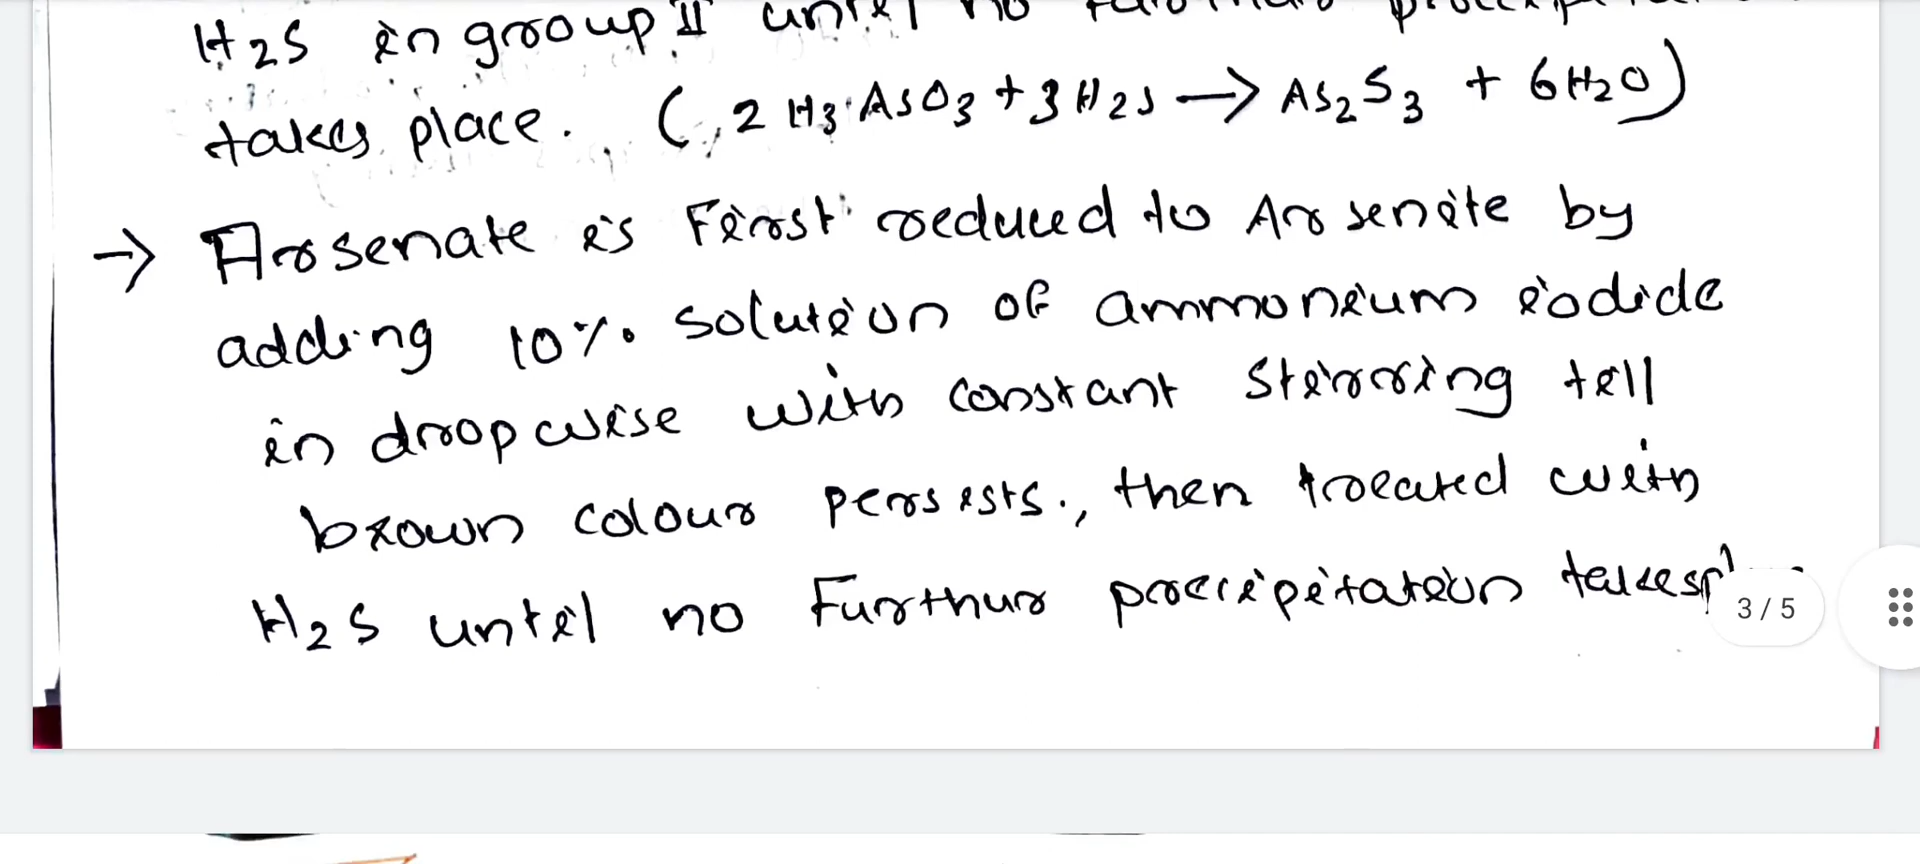 H2S in group II until no further precipitation
takes place. (2 H3AsO3 + 3 H2S → As2S3 + 6H2O)
→ Arsenate is First reduced to Arsenite by
adding 10% solution of ammonium iodide
in dropwise with constant stirring till
brown colour persists., then treated with
H2S until no Further precipitation takes
3 / 5